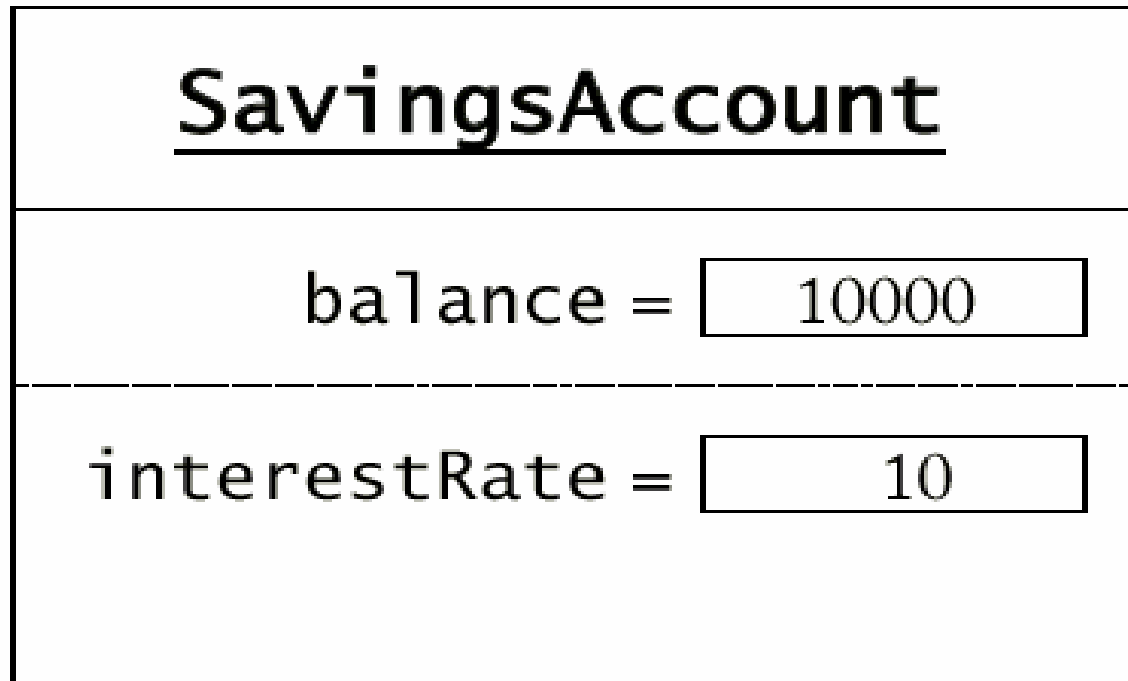 SavingsAccount
balance = 10000
interestRate = 10